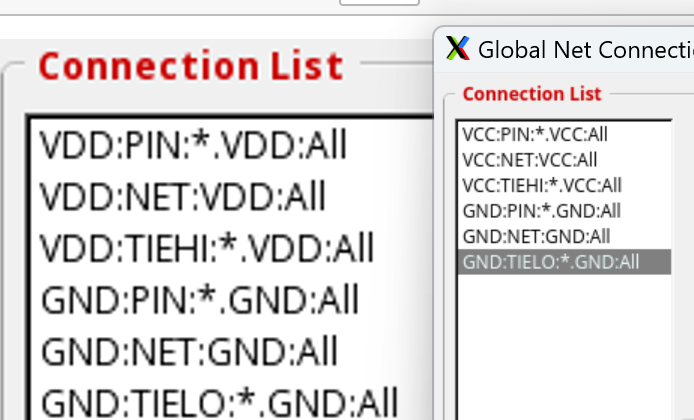 Connection List
VDD:PIN:*.VDD:All
VDD:NET:VDD:All
VDD:TIEHI:*.VDD:All
GND:PIN:*.GND:All
GND:NET:GND:All
GND:TIELO:*.GND:All
Global Net Connecti
Connection List
VCC:PIN:*.VCC:All
VCC:NET:VCC:All
VCC:TIEHI:*.VCC:All
GND:PIN:*.GND:All
GND:NET:GND:All
GND:TIELO:*.GND:All